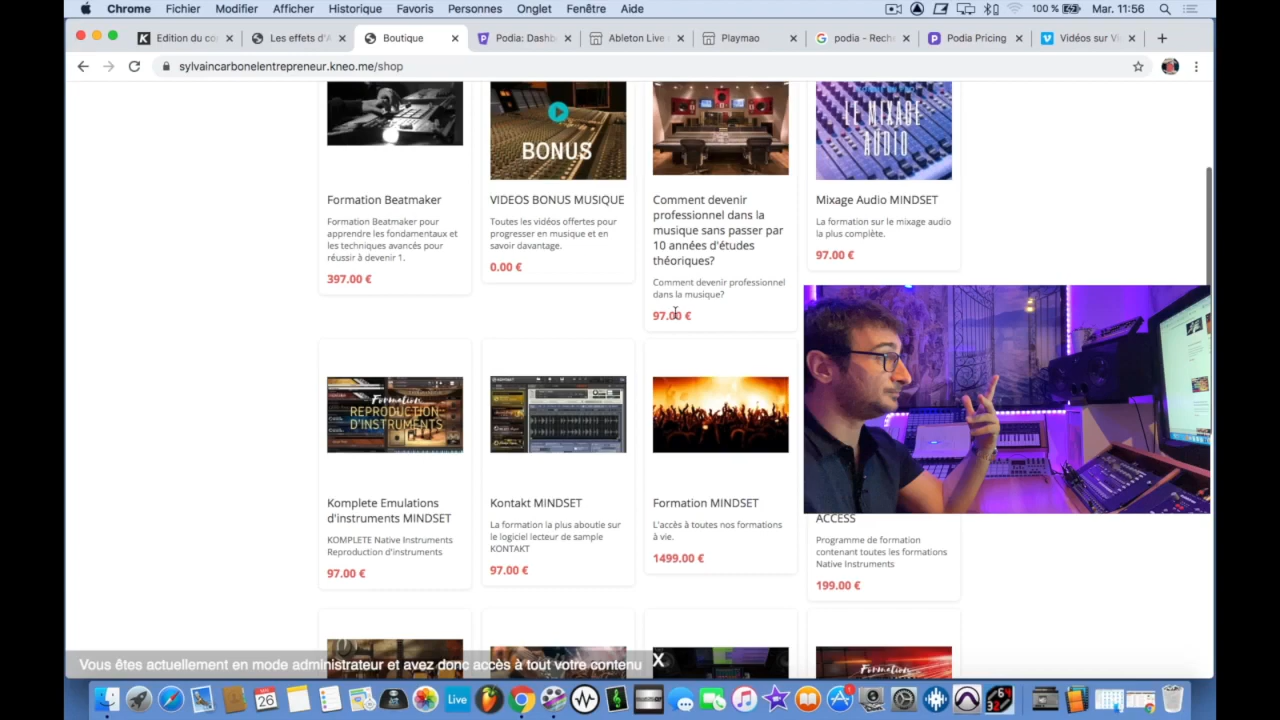 Chrome Fichier Modifier Afficher Historique Favoris Personnes Onglet Fenêtre Aide
100 % Mar. 11:56
Edition du co
Les effets d'A
Boutique
Podia: Dashb
Ableton Live
Playmao
podia - Rech
Podia Pricing
Vidéos sur Vi
sylvaincarbonelentrepreneur.kneo.me/shop
BONUS
LE MIXAGE
AUDIO
Formation Beatmaker
Formation Beatmaker pour
apprendre les fondamentaux et
les techniques avancés pour
réussir à devenir 1.
397.00 €
VIDEOS BONUS MUSIQUE
Toutes les vidéos offertes pour
progresser en musique et en
savoir davantage.
0.00 €
Comment devenir
professionnel dans la
musique sans passer par
10 années d'études
théoriques?
Comment devenir professionnel
dans la musique?
97.00 €
Mixage Audio MINDSET
La formation sur le mixage audio
la plus complète.
97.00 €
Formation
REPRODUCTION
D'INSTRUMENTS
Komplete Emulations
d'instruments MINDSET
KOMPLETE Native Instruments
Reproduction d'instruments
97.00 €
Kontakt MINDSET
La formation la plus aboutie sur
le logiciel lecteur de sample
KONTAKT
97.00 €
Formation MINDSET
L'accès à toutes nos formations
à vie.
1499.00 €
ACCESS
Programme de formation
contenant toutes les formations
Native Instruments
199.00 €
Formation
Vous êtes actuellement en mode administrateur et avez donc accès à tout votre contenu
X
26
Live